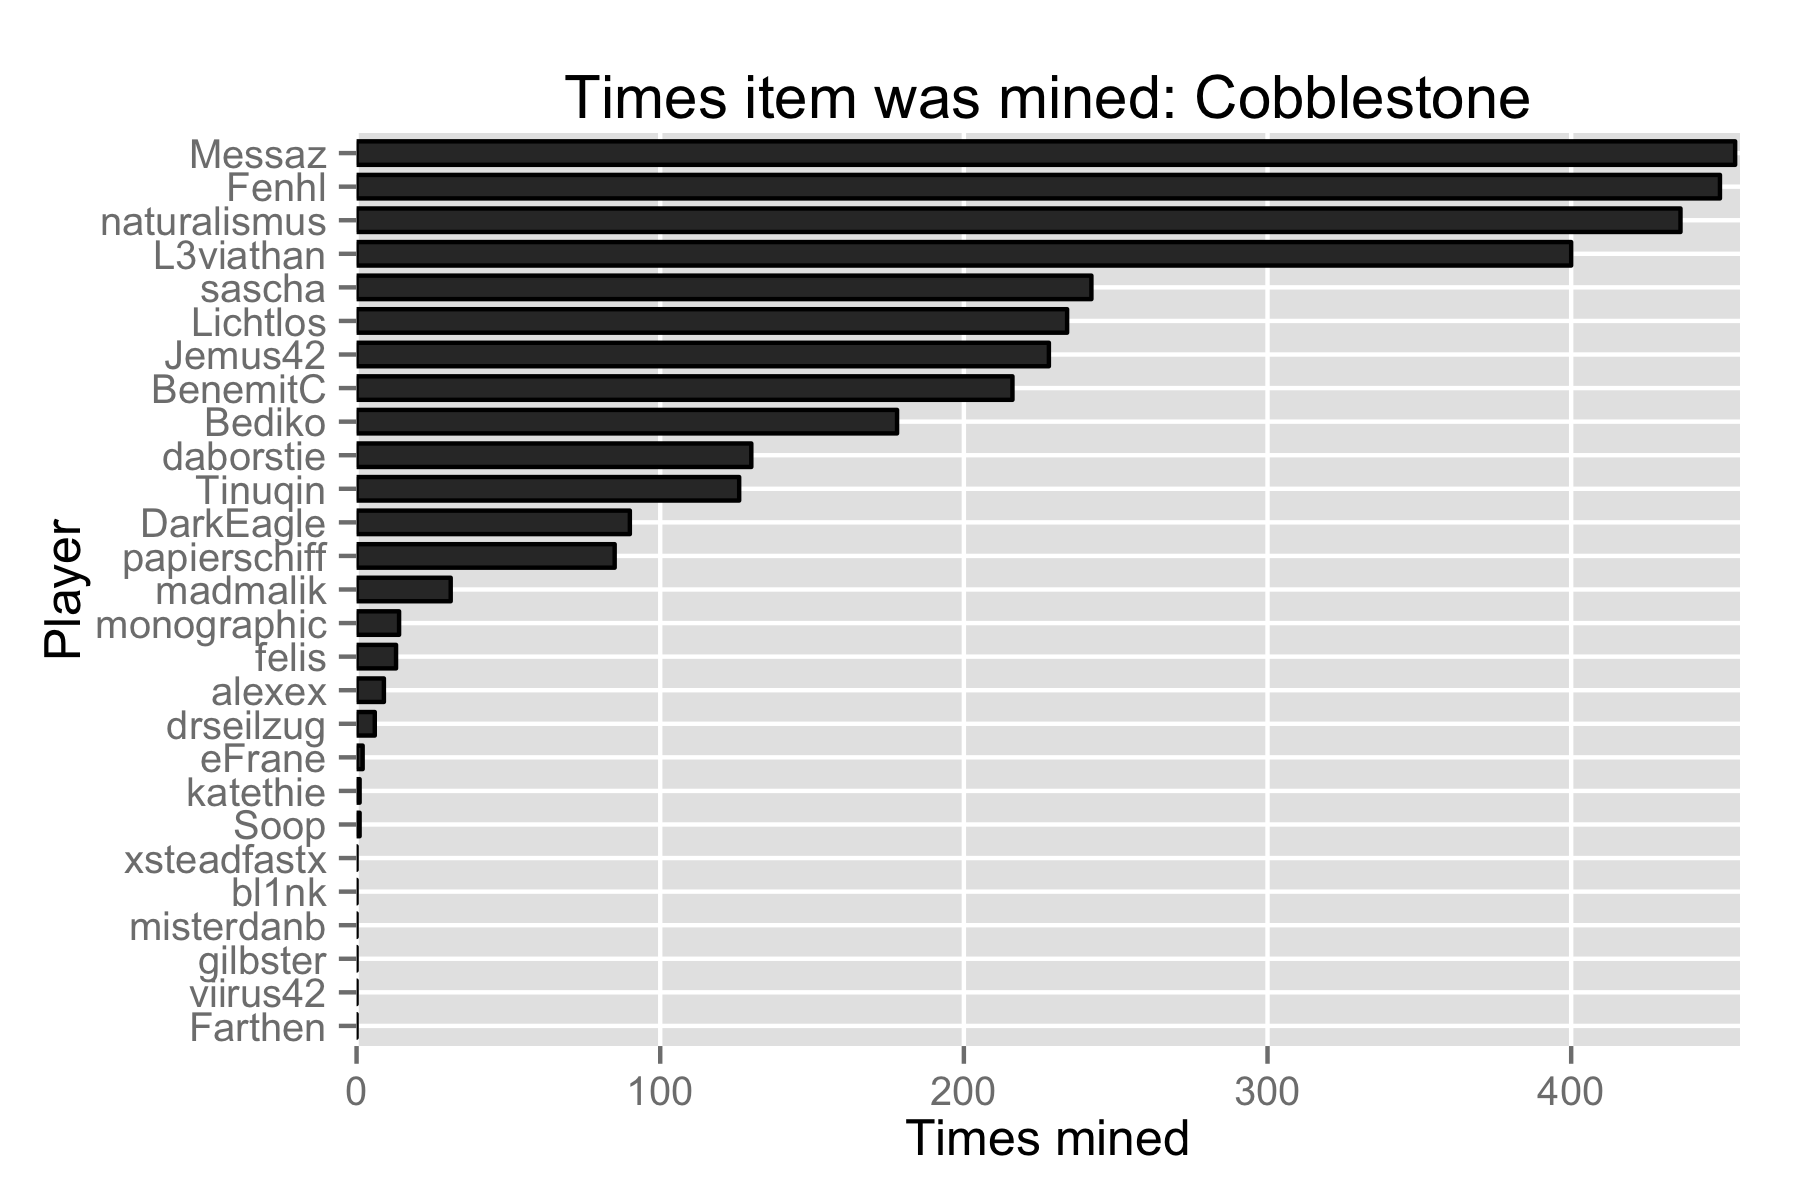 Times item was mined: Cobblestone
Player
Messaz
Fenhl
naturalismus
L3viathan
sascha
Lichtlos
Jemus42
BenemitC
Bediko
daborstie
Tinuqin
DarkEagle
papierschiff
madmalik
monographic
felis
alexex
drseilzug
eFrane
katethie
Soop
xsteadfastx
bl1nk
misterdanb
gilbster
viirus42
Farthen
0 100 200 300 400
Times mined